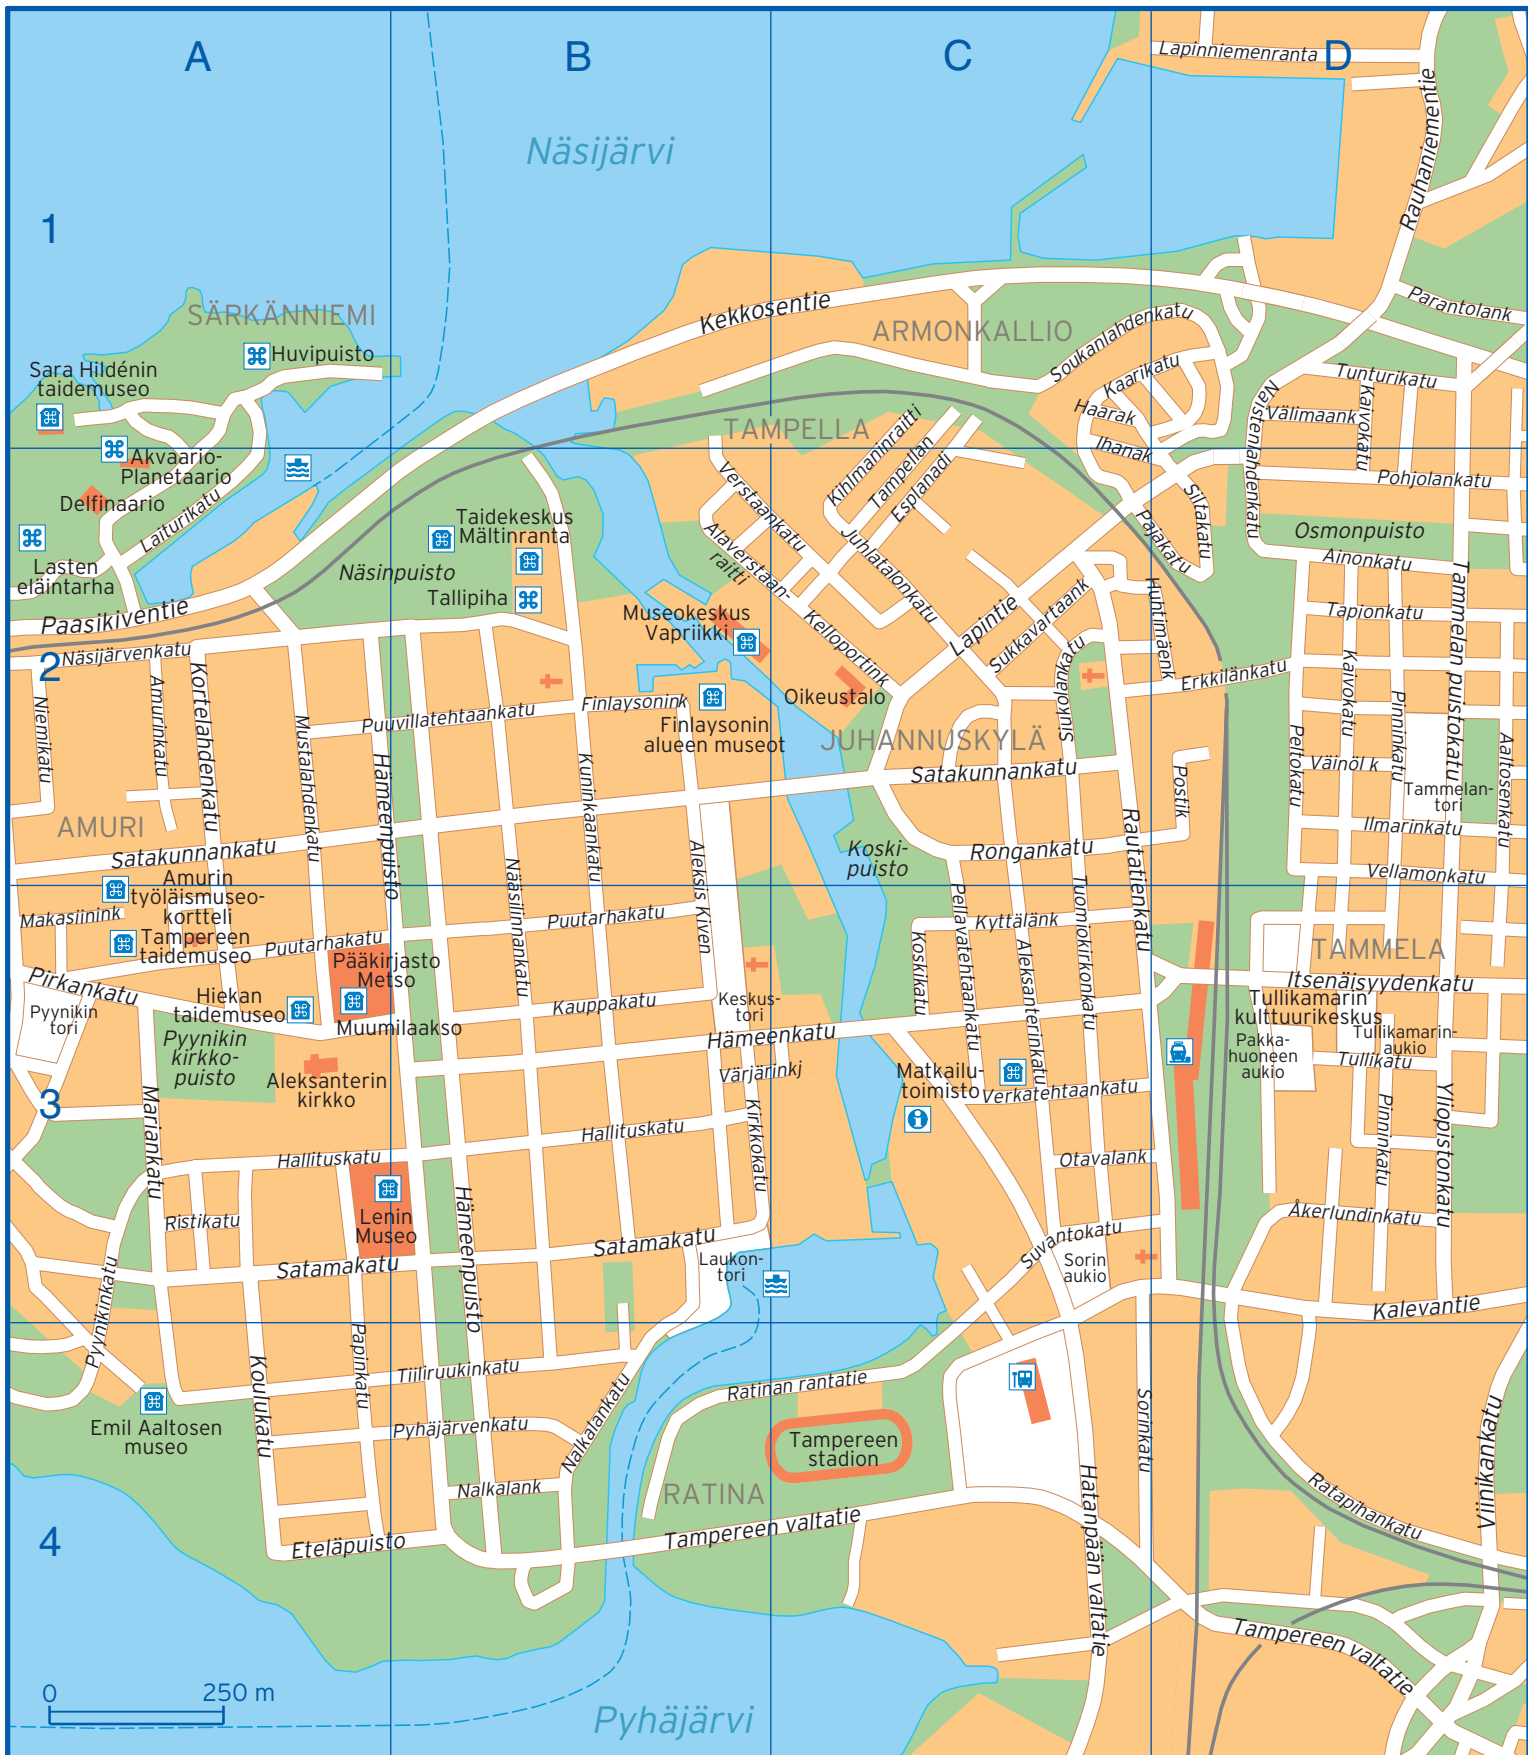 A
B
C
D
1
2
3
4
Näsijärvi
Lapinniemenranta
Rauhaniementie
Parantolank
SÄRKÄNNIEMI
Huvipuisto
Sara Hildénin
taidemuseo
Akvaario-
Planetaario
Delfinaario
Laiturikatu
Lasten
eläintarha
Paasikiventie
Kekkosentie
ARMONKALLIO
Soukanlahdenkatu
Kaarikatu
Haarak
Ihanak
Siltakatu
Pajakatu
Naistenlahdenkatu
Tunturikatu
Välimaank
Kaivokatu
Pohjolankatu
Osmonpuisto
Ainonkatu
Tapionkatu
TAMPELLA
Kihlmaninraitti
Tampellan
Esplanadi
Verstaankatu
Alaverstaan-
raitti
Juhlatalonkatu
Kelloportink
Taidekeskus
Mältinranta
Näsinpuisto
Tallipiha
Museokeskus
Vapriikki
Oikeustalo
Finlaysonink
Finlaysonin
alueen museot
Lapintie
Sukkavartaank
Huhtimäenk
Erkkilänkatu
Näsijärvenkatu
Niemikatu
Amurinkatu
Kortelahdenkatu
Mustalahdenkatu
Hämeenpuisto
Puuvillatehtaankatu
Kuninkaankatu
JUHANNUSKYLÄ
Satakunnankatu
Postik
Peltokatu
Kaivokatu
Pinninkatu
Tammelan puistokatu
Aaltosenkatu
Väinöl k
Tammelan-
tori
Ilmarinkatu
Vellamonkatu
AMURI
Satakunnankatu
Amurin
työläismuseo-
kortteli
Makasiinink
Tampereen
taidemuseo
Nääsilinnankatu
Aleksis Kiven
Koski-
puisto
Rongankatu
Rautatienkatu
Puutarhakatu
Puutarhakatu
Pääkirjasto
Metso
Muumilaakso
Hiekan
taidemuseo
Pirkankatu
Pyynikin
tori
Pyynikin
kirkko-
puisto
Aleksanterin
kirkko
Kauppakatu
Keskus-
tori
Hämeenkatu
Värjärinkj
Kirkkokatu
Koskikatu
Pellavatehtaankatu
Kyttälänk
Aleksanterinkatu
Tuomiokirkonkatu
Matkailu-
toimisto
Verkatehtaankatu
Otavalank
TAMMELA
Itsenäisyydenkatu
Tullikamarin
kulttuurikeskus
Pakka-
huoneen
aukio
Tullikamarin-
aukio
Tullikatu
Pinninkatu
Yliopistonkatu
Åkerlundinkatu
Mariankatu
Hallituskatu
Hallituskatu
Ristikatu
Lenin
Museo
Satamakatu
Satamakatu
Hämeenpuisto
Laukon-
tori
Suvantokatu
Sorin
aukio
Kalevantie
Pyynikinkatu
Emil Aaltosen
museo
Koulukatu
Papinkatu
Tiiliruukinkatu
Pyhäjärvenkatu
Nalkalankatu
Nalkalank
Eteläpuisto
Ratinan rantatie
Tampereen
stadion
RATINA
Tampereen valtatie
Hatanpään valtatie
Sorinkatu
Ratapihankatu
Viinikankatu
Tampereen valtatie
0
250 m
Pyhäjärvi